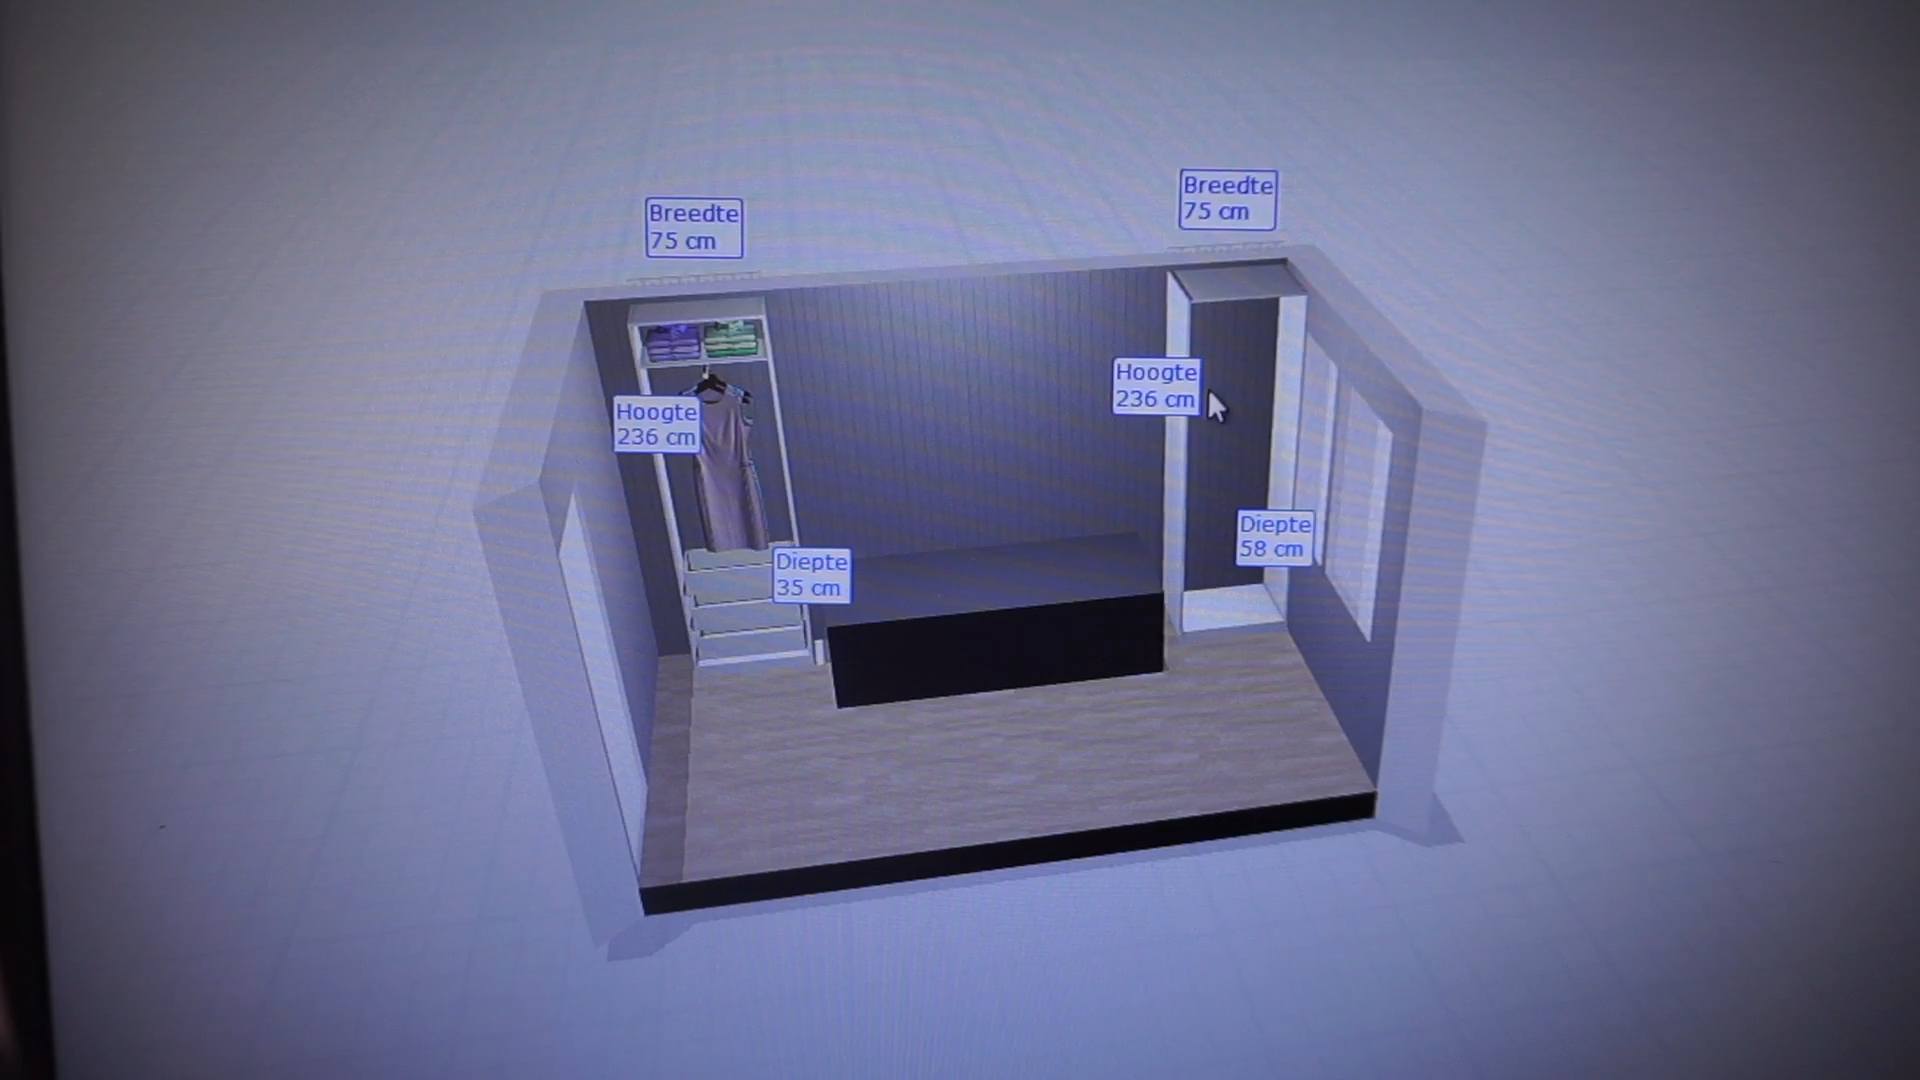 Breedte
75 cm
Breedte
75 cm
Hoogte
236 cm
Hoogte
236 cm
Diepte
35 cm
Diepte
58 cm